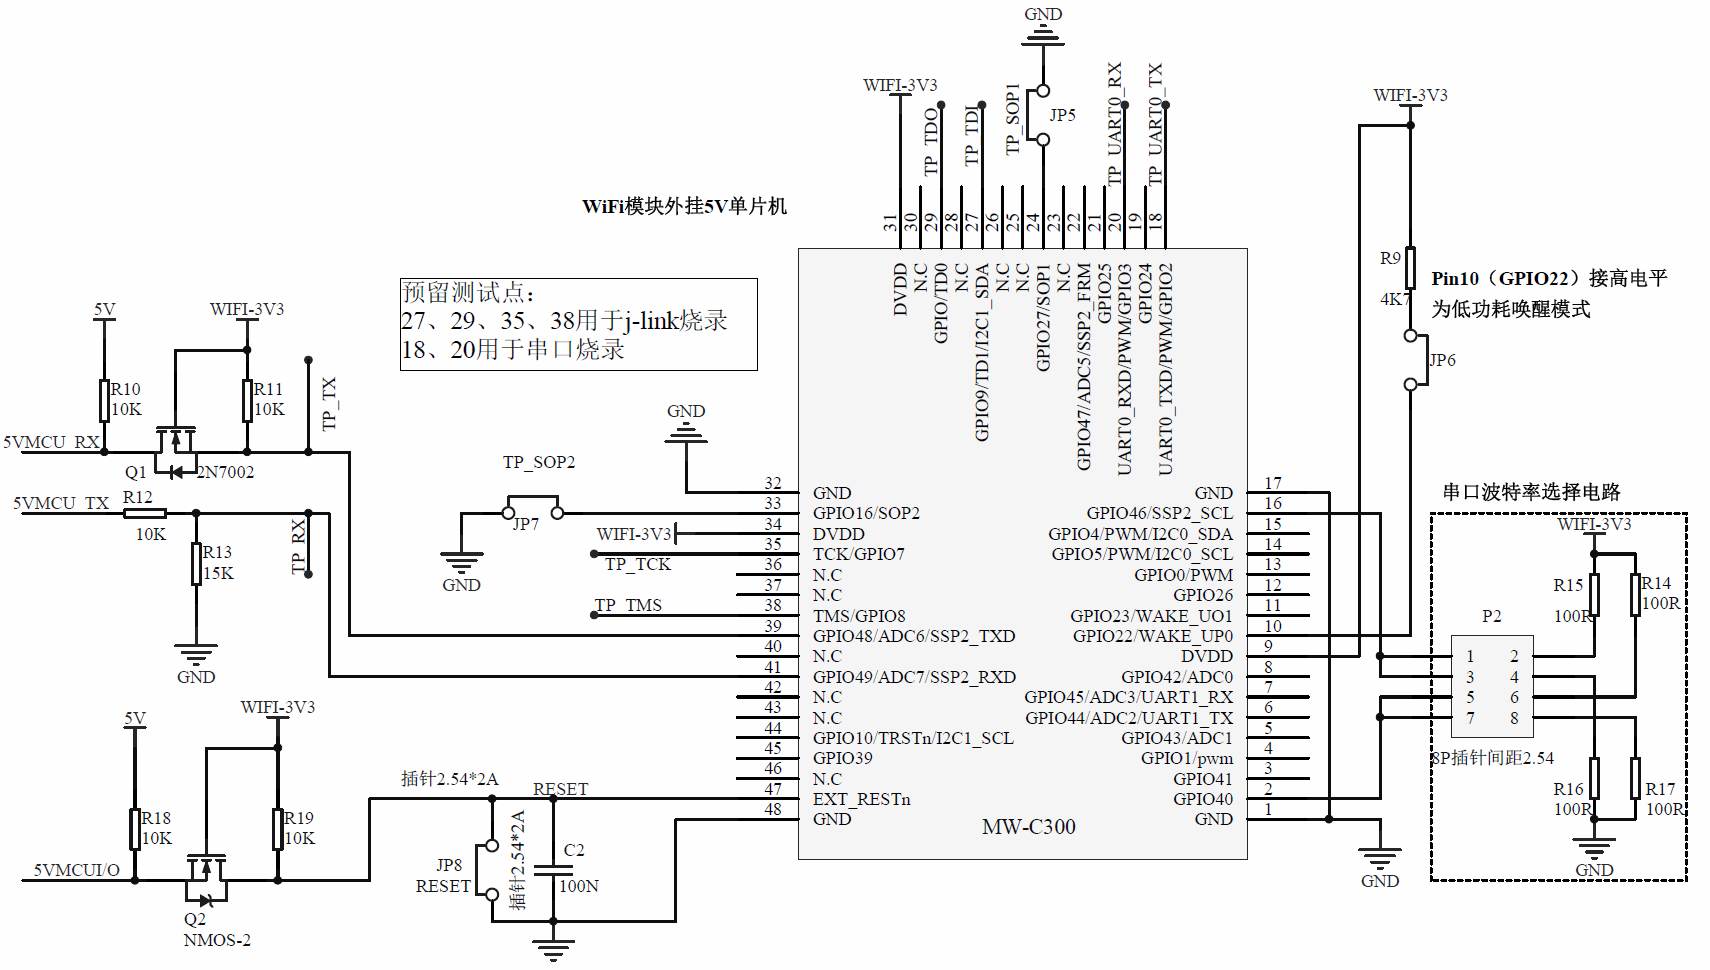 GND
WIFI-3V3
TP_TDO
TP_TDI
TP_SOP1
JP5
TP_UART0_RX
TP_UART0_TX
WIFI-3V3
WiFi模块外挂5V单片机
31
30
29
28
27
26
25
24
23
22
21
20
19
18
DVDD
N.C
GPIO/TD0
N.C
GPIO9/TD1/I2C1_SDA
N.C
N.C
GPIO27/SOP1
N.C
GPIO47/ADC5/SSP2_FRM
GPIO25
UART0_RXD/PWM/GPIO3
GPIO24
UART0_TXD/PWM/GPIO2
R9
4K7
Pin10（GPIO22）接高电平
为低功耗唤醒模式
JP6
预留测试点：
27、29、35、38用于j-link烧录
18、20用于串口烧录
5V
WIFI-3V3
R10
10K
R11
10K
TP_TX
5VMCU_RX
Q1
2N7002
5VMCU_TX
R12
10K
R13
15K
TP_RX
GND
GND
TP_SOP2
JP7
GND
WIFI-3V3
TP_TCK
TP_TMS
32 GND
33 GPIO16/SOP2
34 DVDD
35 TCK/GPIO7
36 N.C
37 N.C
38 TMS/GPIO8
39 GPIO48/ADC6/SSP2_TXD
40 N.C
41 GPIO49/ADC7/SSP2_RXD
42 N.C
43 N.C
44 GPIO10/TRSTn/I2C1_SCL
45 GPIO39
46 N.C
47 EXT_RESTn
48 GND
GND 17
GPIO46/SSP2_SCL 16
GPIO4/PWM/I2C0_SDA 15
GPIO5/PWM/I2C0_SCL 14
GPIO0/PWM 13
GPIO26 12
GPIO23/WAKE_UO1 11
GPIO22/WAKE_UP0 10
DVDD 9
GPIO42/ADC0 8
GPIO45/ADC3/UART1_RX 7
GPIO44/ADC2/UART1_TX 6
GPIO43/ADC1 5
GPIO1/pwm 4
GPIO41 3
GPIO40 2
GND 1
MW-C300
GND
串口波特率选择电路
WIFI-3V3
R15
100R
R14
100R
P2
1 2
3 4
5 6
7 8
8P插针间距2.54
R16
100R
R17
100R
GND
5V
WIFI-3V3
R18
10K
R19
10K
5VMCUI/O
Q2
NMOS-2
插针2.54*2A
RESET
JP8
RESET
插针2.54*2A
C2
100N